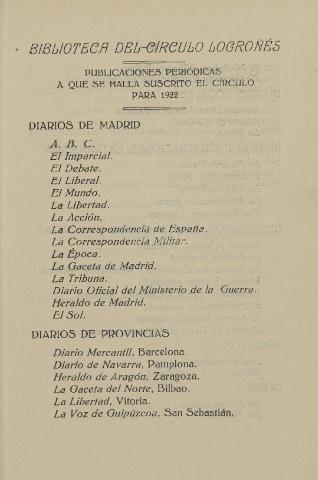 BIBLIOTECA DEL CÍRCULO LOGROÑÉS
PUBLICACIONES PERIÓDICAS
A QUE SE HALLA SUSCRITO EL CÍRCULO
PARA 1922
DIARIOS DE MADRID
A. B. C.
El Imparcial.
El Debate.
El Liberal.
El Mundo.
La Libertad.
La Acción.
La Correspondencia de España.
La Correspondencia Militar.
La Época.
La Gaceta de Madrid.
La Tribuna.
Diario Oficial del Ministerio de la Guerra.
Heraldo de Madrid.
El Sol.
DIARIOS DE PROVINCIAS
Diario Mercantil, Barcelona.
Diario de Navarra, Pamplona.
Heraldo de Aragón, Zaragoza.
La Gaceta del Norte, Bilbao.
La Libertad, Vitoria.
La Voz de Guipúzcoa, San Sebastián.